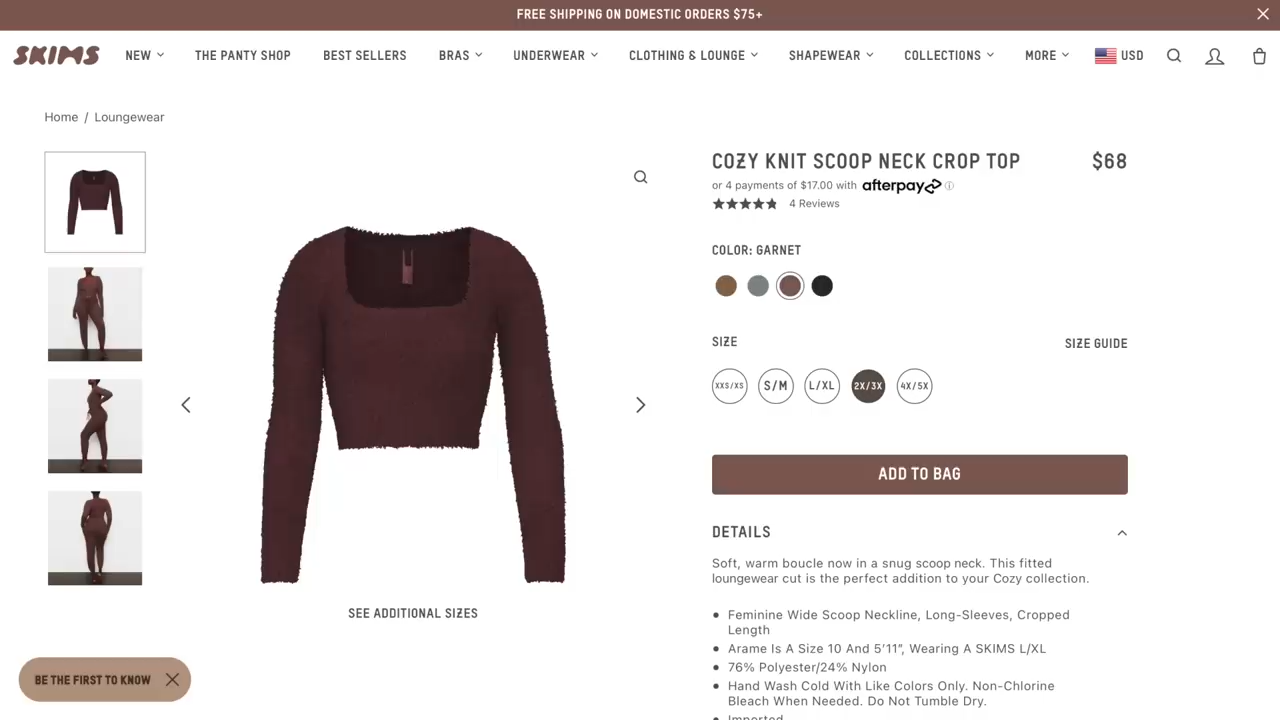 FREE SHIPPING ON DOMESTIC ORDERS $75+
SKIMS NEW THE PANTY SHOP BEST SELLERS BRAS UNDERWEAR CLOTHING & LOUNGE SHAPEWEAR COLLECTIONS MORE USD
Home / Loungewear
COZY KNIT SCOOP NECK CROP TOP $68
or 4 payments of $17.00 with afterpay
4 Reviews
COLOR: GARNET
SIZE
SIZE GUIDE
XXS/XS S/M L/XL 2X/3X 4X/5X
ADD TO BAG
DETAILS
Soft, warm boucle now in a snug scoop neck. This fitted
loungewear cut is the perfect addition to your Cozy collection.
Feminine Wide Scoop Neckline, Long-Sleeves, Cropped
Length
Arame Is A Size 10 And 5'11", Wearing A SKIMS L/XL
76% Polyester/24% Nylon
Hand Wash Cold With Like Colors Only. Non-Chlorine
Bleach When Needed. Do Not Tumble Dry.
Imported
SEE ADDITIONAL SIZES
BE THE FIRST TO KNOW